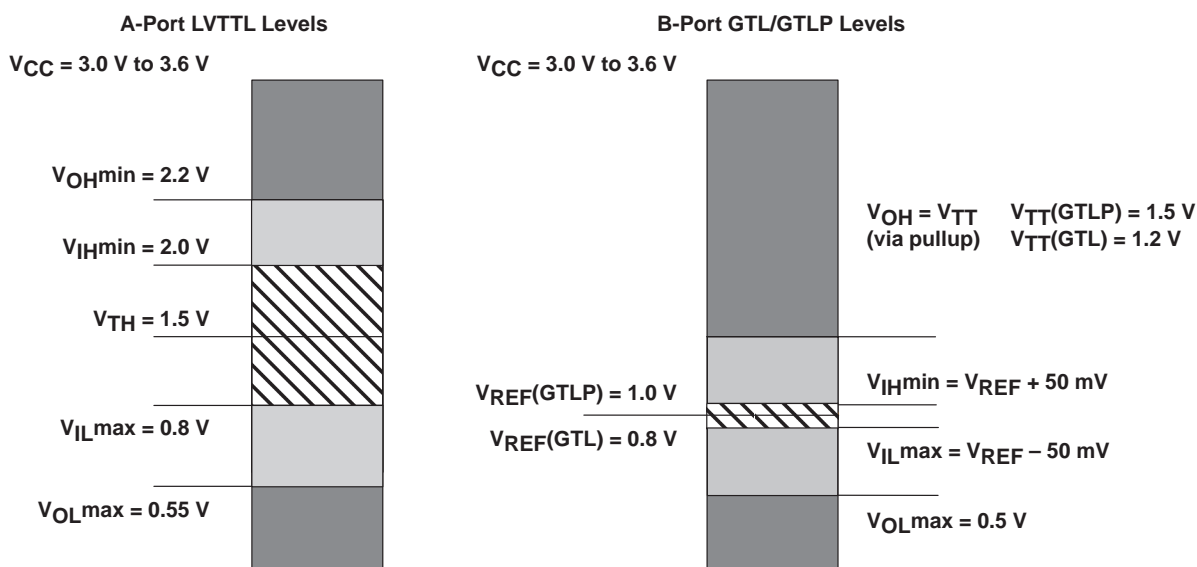 A-Port LVTTL Levels
VCC = 3.0 V to 3.6 V
VOHmin = 2.2 V
VIHmin = 2.0 V
VTH = 1.5 V
VILmax = 0.8 V
VOLmax = 0.55 V
B-Port GTL/GTLP Levels
VCC = 3.0 V to 3.6 V
VOH = VTT VTT(GTLP) = 1.5 V
(via pullup) VTT(GTL) = 1.2 V
VREF(GTLP) = 1.0 V
VREF(GTL) = 0.8 V
VIHmin = VREF + 50 mV
VILmax = VREF – 50 mV
VOLmax = 0.5 V